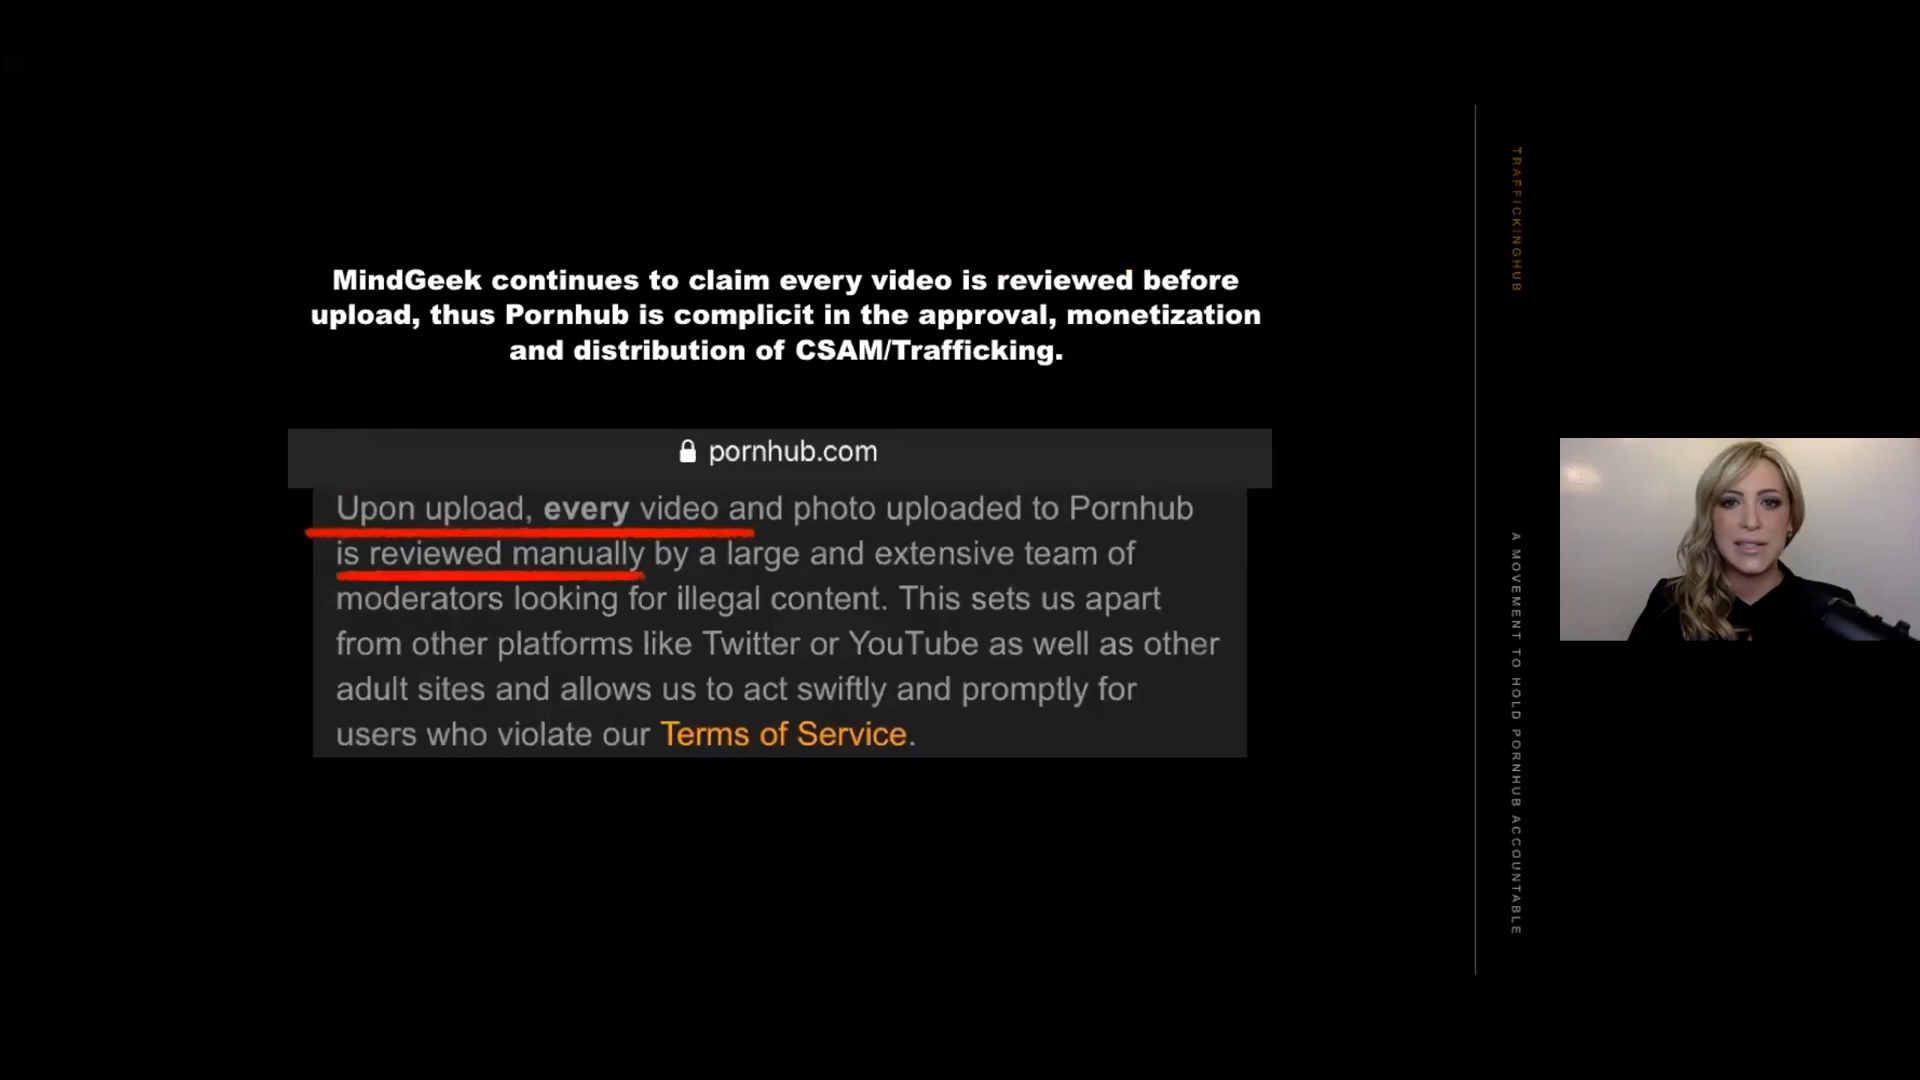 MindGeek continues to claim every video is reviewed before
upload, thus Pornhub is complicit in the approval, monetization
and distribution of CSAM/Trafficking.
pornhub.com
Upon upload, every video and photo uploaded to Pornhub
is reviewed manually by a large and extensive team of
moderators looking for illegal content. This sets us apart
from other platforms like Twitter or YouTube as well as other
adult sites and allows us to act swiftly and promptly for
users who violate our Terms of Service.
TRAFFICKINGHUB
A MOVEMENT TO HOLD PORNHUB ACCOUNTABLE